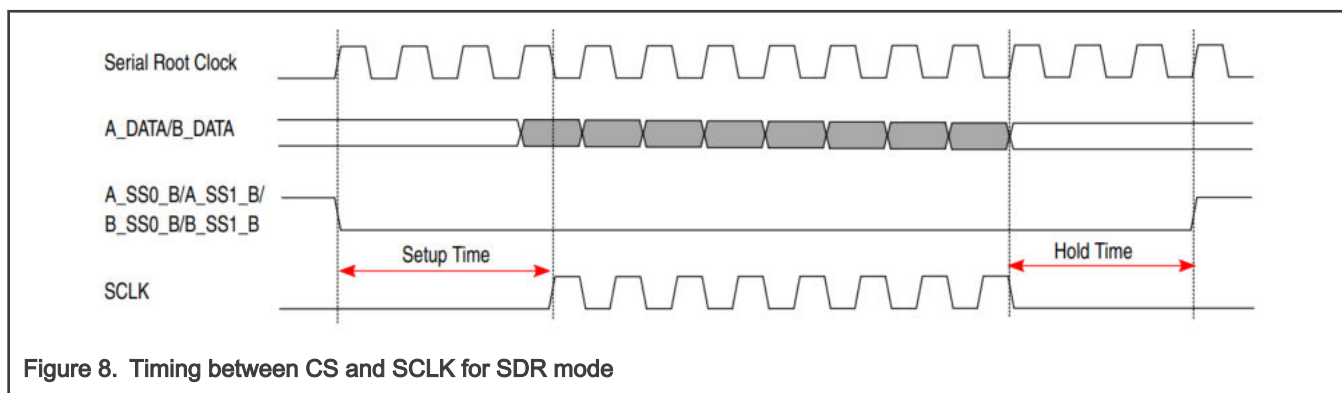 Serial Root Clock
A_DATA/B_DATA
A_SS0_B/A_SS1_B/
B_SS0_B/B_SS1_B
Setup Time
Hold Time
SCLK
Figure 8. Timing between CS and SCLK for SDR mode